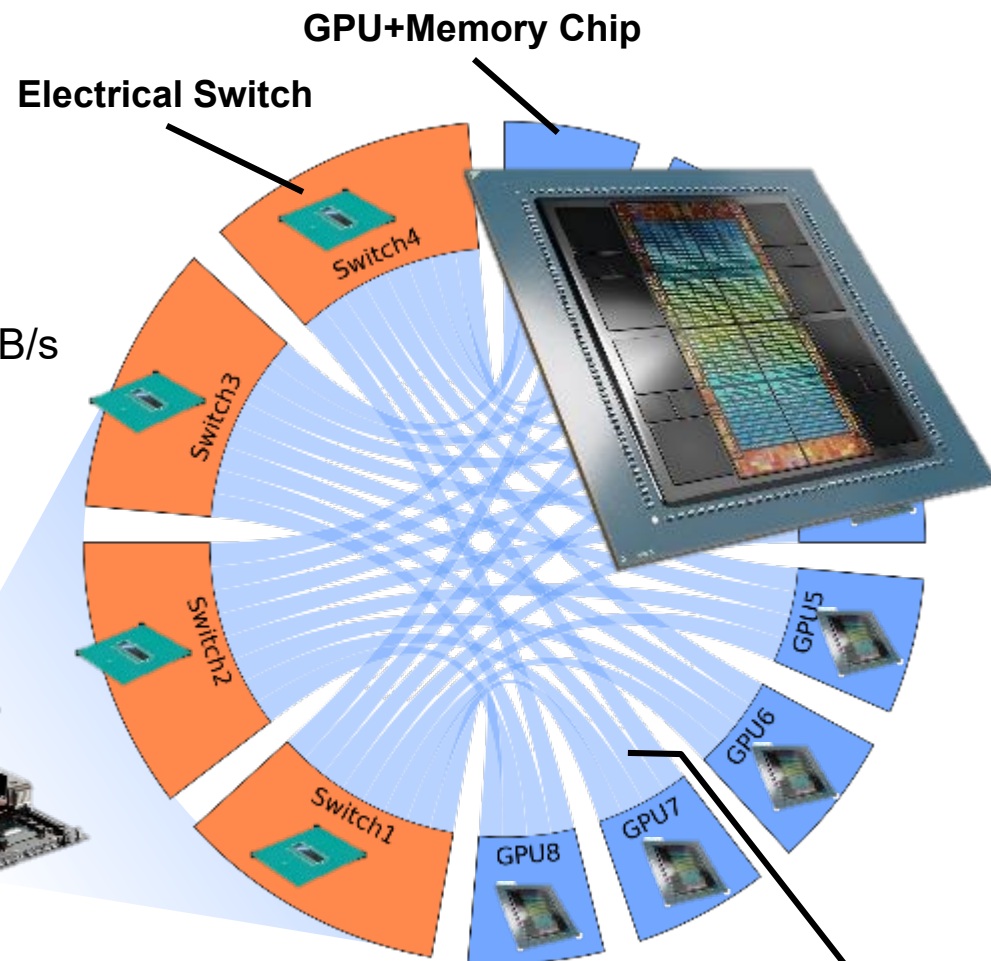 GPU+Memory Chip
Electrical Switch
Switch4
B/s
Switch3
Switch2
Switch1
GPU5
GPU6
GPU7
GPU8